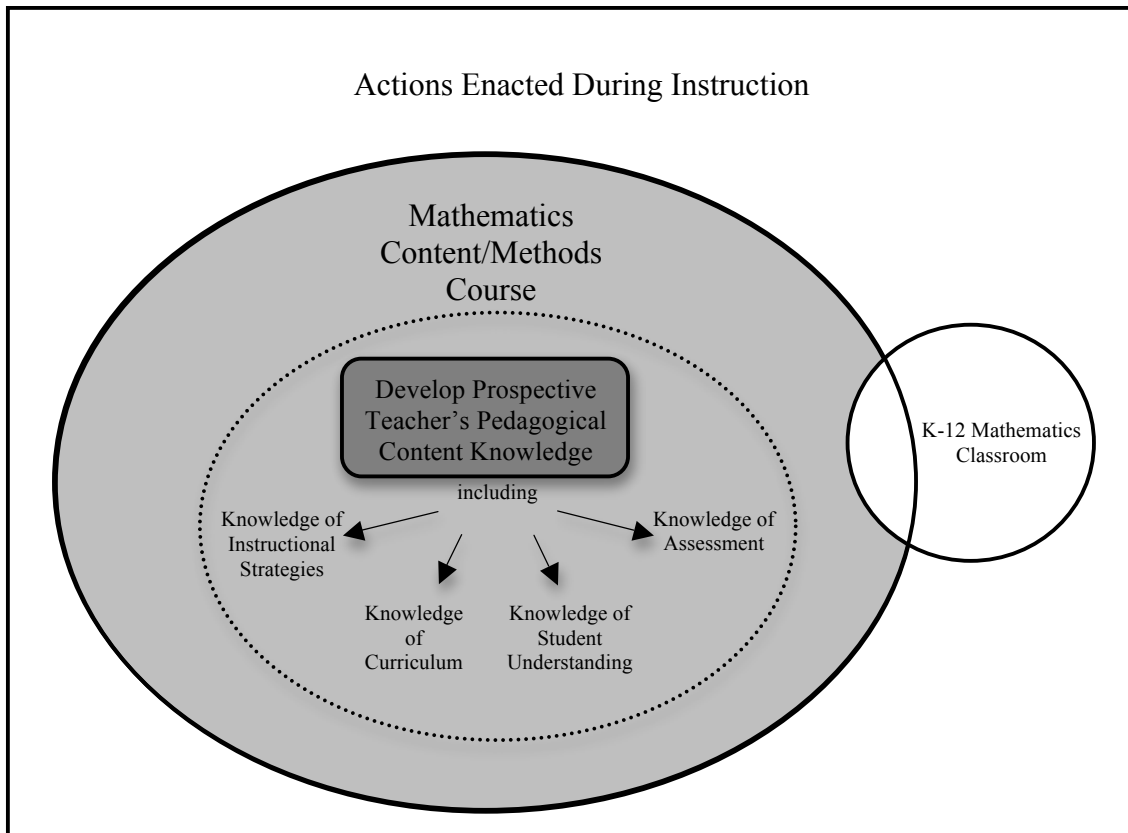 Actions Enacted During Instruction
Mathematics
Content/Methods
Course
Develop Prospective
Teacher’s Pedagogical
Content Knowledge
including
Knowledge of
Instructional
Strategies
Knowledge
of
Curriculum
Knowledge of
Student
Understanding
Knowledge of
Assessment
K-12 Mathematics
Classroom